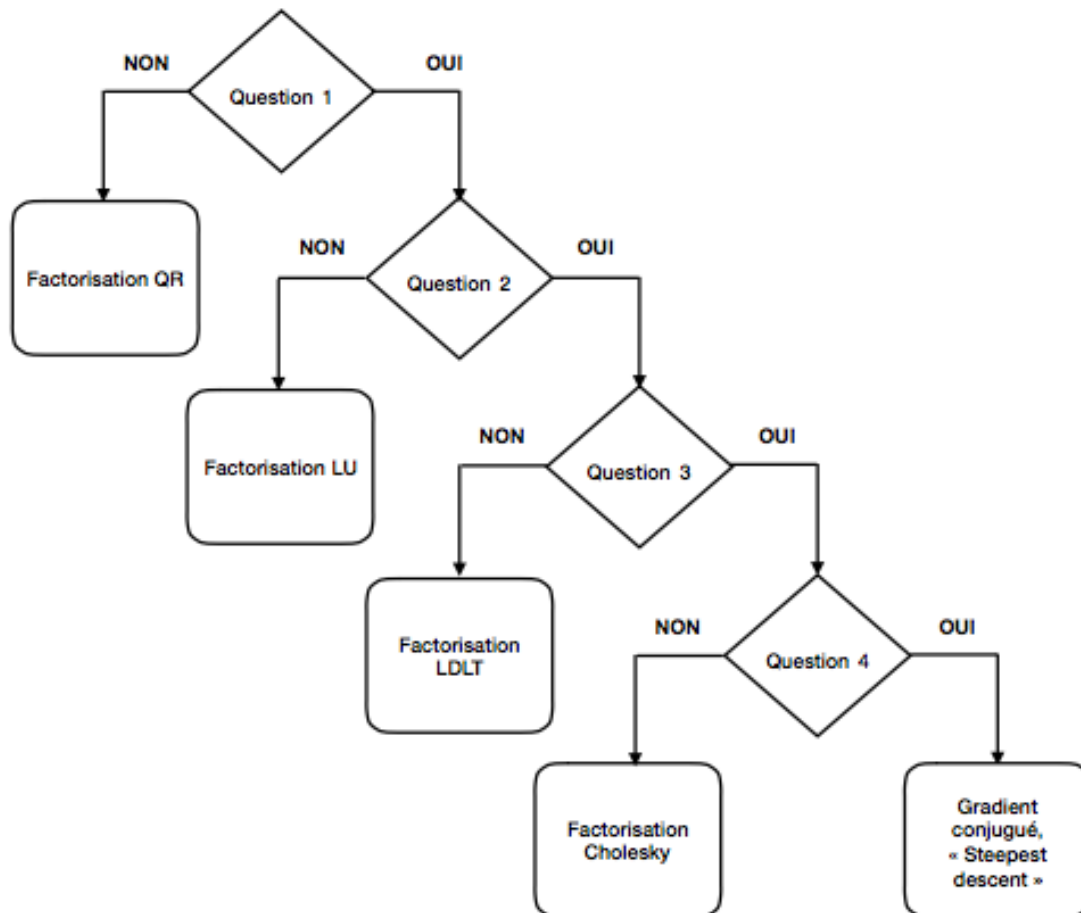 NON
OUI
Question 1
NON
OUI
Factorisation QR
Question 2
NON
OUI
Factorisation LU
Question 3
NON
OUI
Factorisation
LDLT
Question 4
Factorisation
Cholesky
Gradient
conjugué,
« Steepest
descent »